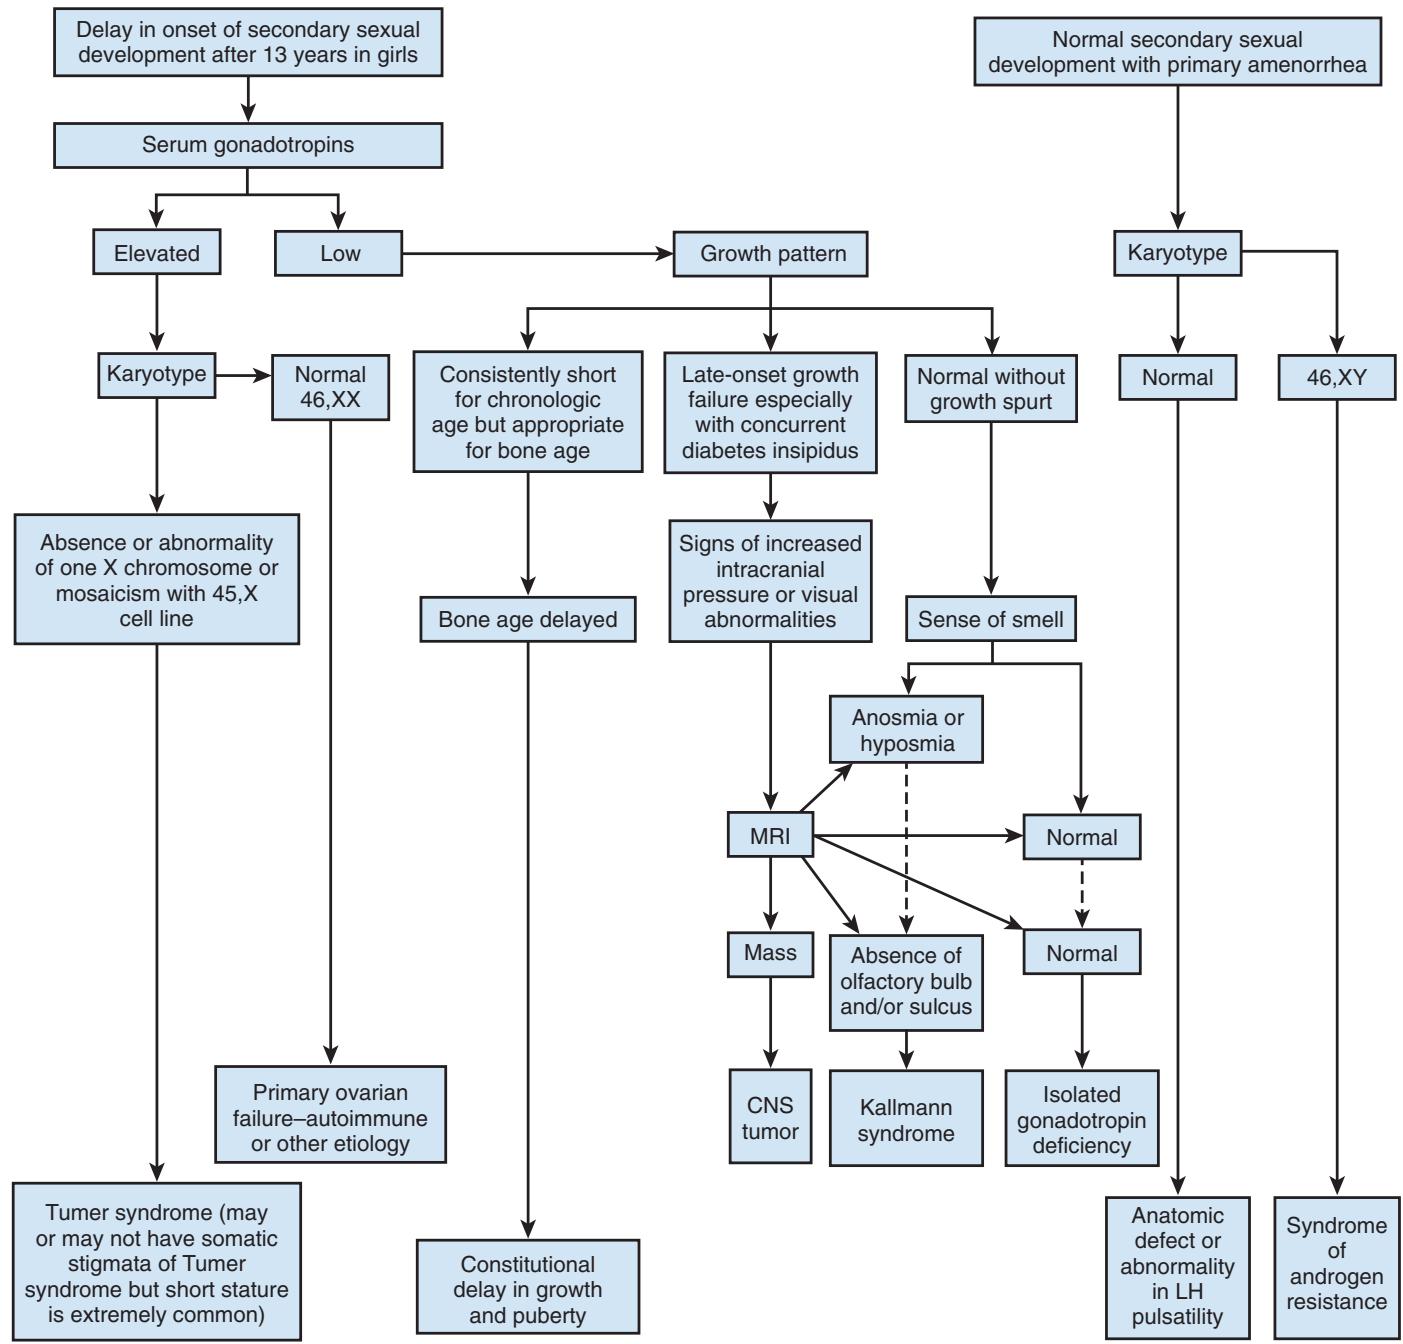 Delay in onset of secondary sexual
development after 13 years in girls
Normal secondary sexual
development with primary amenorrhea
Serum gonadotropins
Elevated
Low
Growth pattern
Karyotype
Karyotype
Normal
46,XX
Consistently short
for chronologic
age but appropriate
for bone age
Late-onset growth
failure especially
with concurrent
diabetes insipidus
Normal without
growth spurt
Normal
46,XY
Absence or abnormality
of one X chromosome or
mosaicism with 45,X
cell line
Signs of increased
intracranial
pressure or visual
abnormalities
Bone age delayed
Sense of smell
Anosmia or
hyposmia
MRI
Normal
Mass
Absence of
olfactory bulb
and/or sulcus
Normal
Primary ovarian
failure–autoimmune
or other etiology
CNS
tumor
Kallmann
syndrome
Isolated
gonadotropin
deficiency
Tumer syndrome (may
or may not have somatic
stigmata of Tumer
syndrome but short stature
is extremely common)
Constitutional
delay in growth
and puberty
Anatomic
defect or
abnormality
in LH
pulsatility
Syndrome
of
androgen
resistance